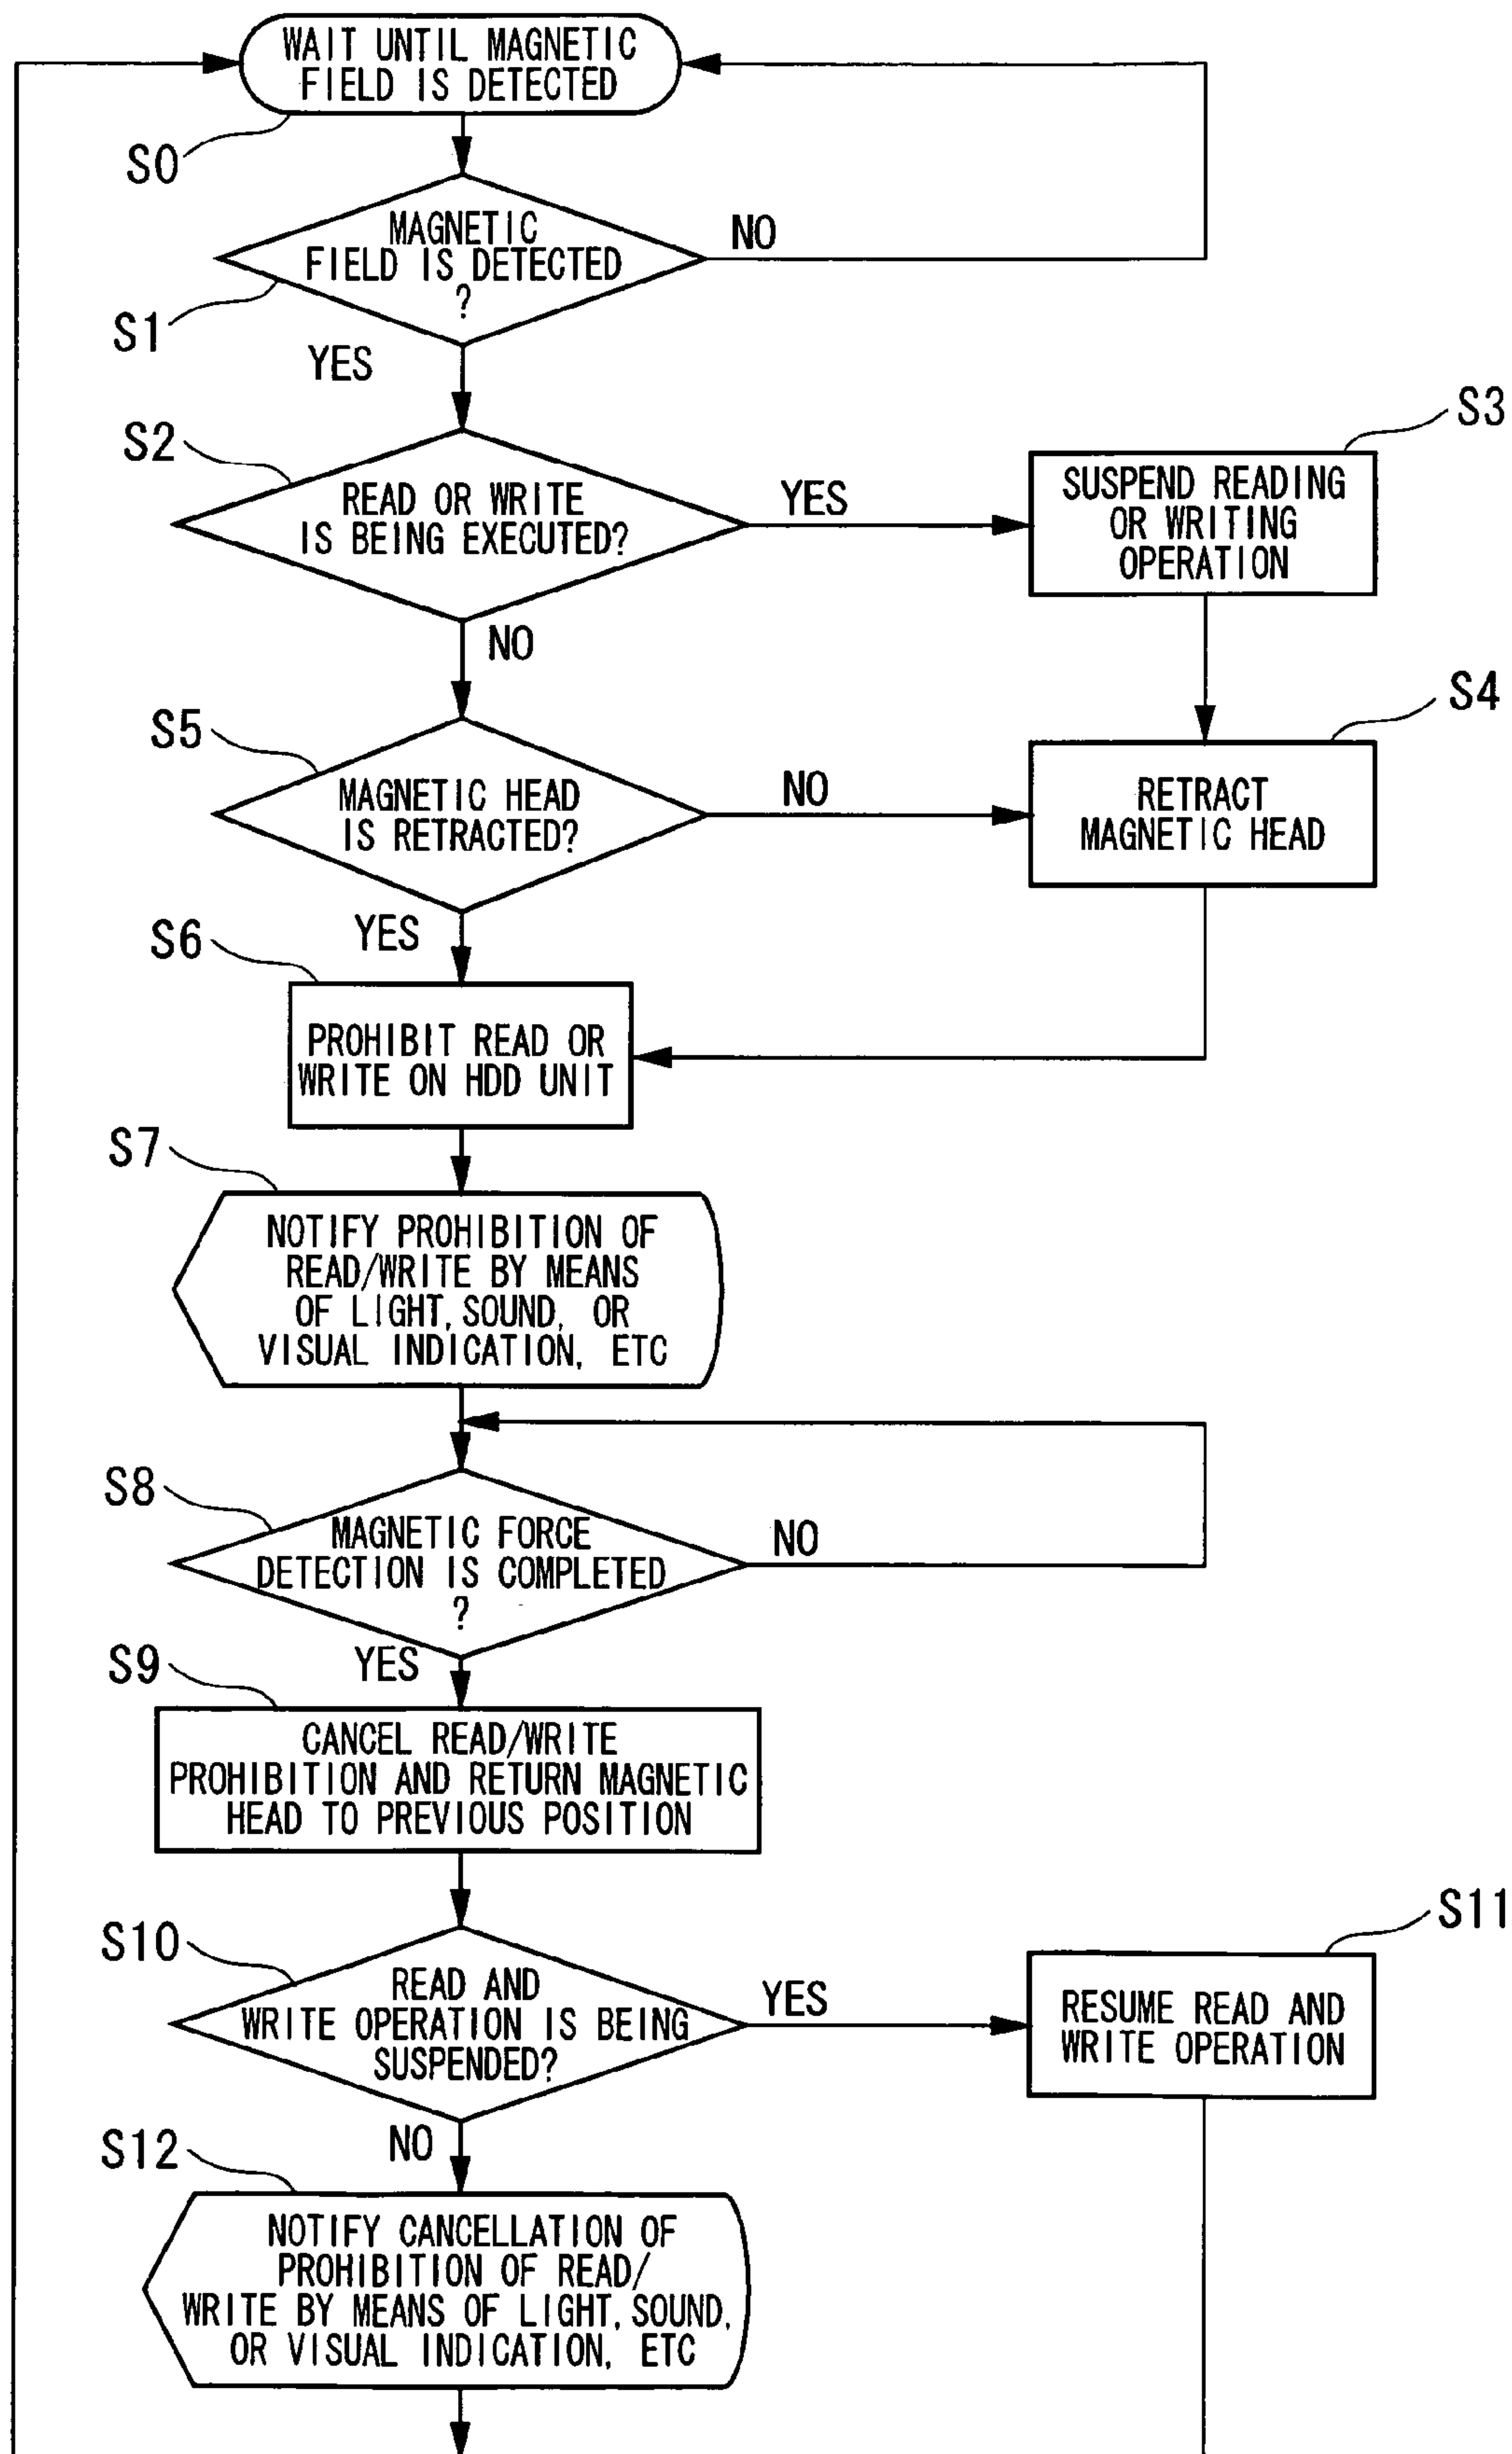 WAIT UNTIL MAGNETIC
FIELD IS DETECTED
S0
MAGNETIC
FIELD IS DETECTED
?
NO
S1
YES
S2
READ OR WRITE
IS BEING EXECUTED?
YES
S3
SUSPEND READING
OR WRITING
OPERATION
NO
S4
RETRACT
MAGNETIC HEAD
S5
MAGNETIC HEAD
IS RETRACTED?
NO
YES
S6
PROHIBIT READ OR
WRITE ON HDD UNIT
S7
NOTIFY PROHIBITION OF
READ/WRITE BY MEANS
OF LIGHT, SOUND, OR
VISUAL INDICATION, ETC
S8
MAGNETIC FORCE
DETECTION IS COMPLETED
?
NO
YES
S9
CANCEL READ/WRITE
PROHIBITION AND RETURN MAGNETIC
HEAD TO PREVIOUS POSITION
S10
READ AND
WRITE OPERATION IS BEING
SUSPENDED?
YES
S11
RESUME READ AND
WRITE OPERATION
NO
S12
NOTIFY CANCELLATION OF
PROHIBITION OF READ/
WRITE BY MEANS OF LIGHT, SOUND,
OR VISUAL INDICATION, ETC